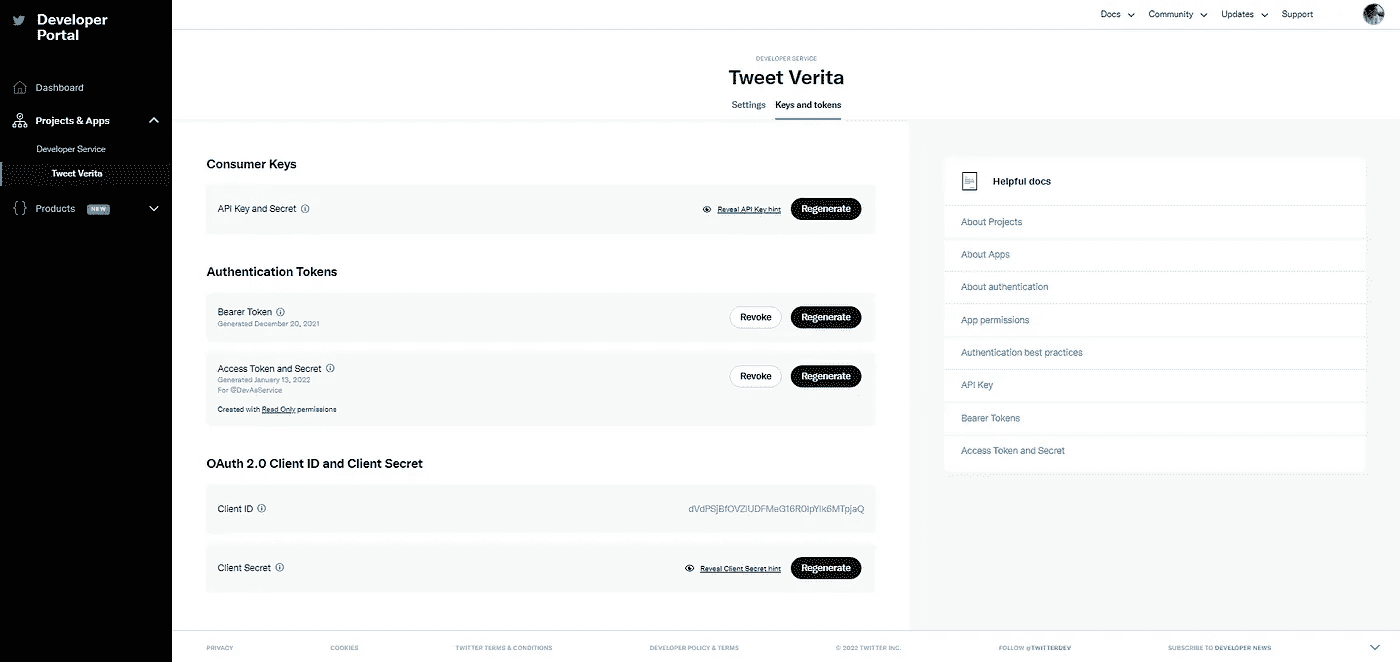 Developer
Portal
Docs
Community
Updates
Support
Dashboard
Projects & Apps
Developer Service
Tweet Verita
Products NEW
DEVELOPER SERVICE
Tweet Verita
Settings
Keys and tokens
Consumer Keys
API Key and Secret
Reveal API Key hint
Regenerate
Authentication Tokens
Bearer Token
Generated December 20, 2021
Revoke
Regenerate
Access Token and Secret
Generated January 13, 2022
For @DevAsService
Created with Read Only permissions
Revoke
Regenerate
OAuth 2.0 Client ID and Client Secret
Client ID
Client Secret
Reveal Client Secret hint
Regenerate
Helpful docs
About Projects
About Apps
About authentication
App permissions
Authentication best practices
API Key
Bearer Tokens
Access Token and Secret
PRIVACY
COOKIES
TWITTER TERMS & CONDITIONS
DEVELOPER POLICY & TERMS
© 2022 TWITTER INC.
FOLLOW @TWITTERDEV
SUBSCRIBE TO DEVELOPER NEWS